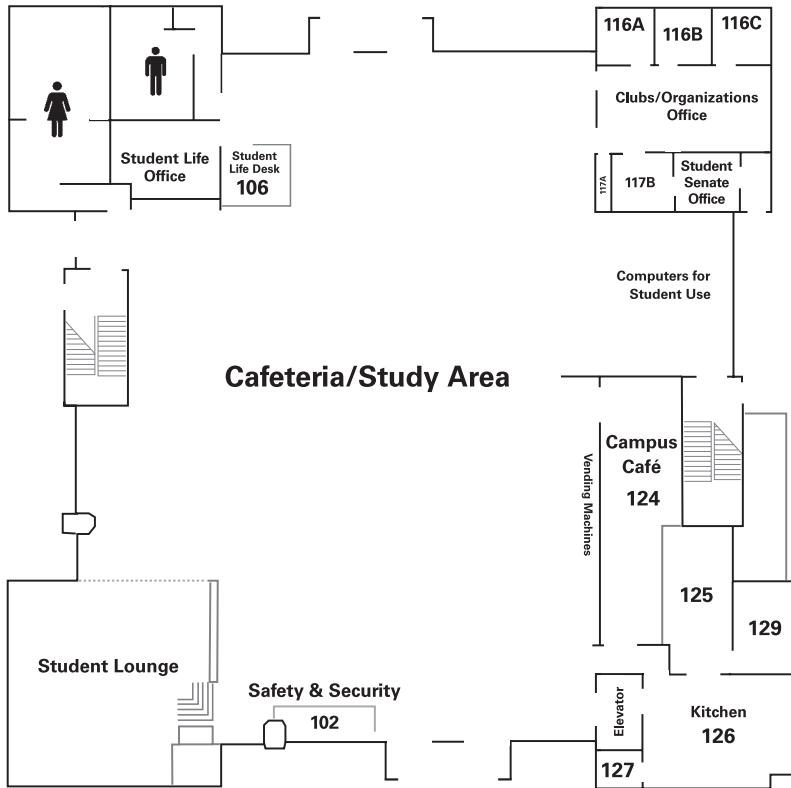 116A
116B
116C
Clubs/Organizations
Office
Student Life
Office
Student
Life Desk
106
117A
117B
Student
Senate
Office
Computers for
Student Use
Cafeteria/Study Area
Vending Machines
Campus
Café
124
125
129
Student Lounge
Safety & Security
102
Elevator
Kitchen
126
127